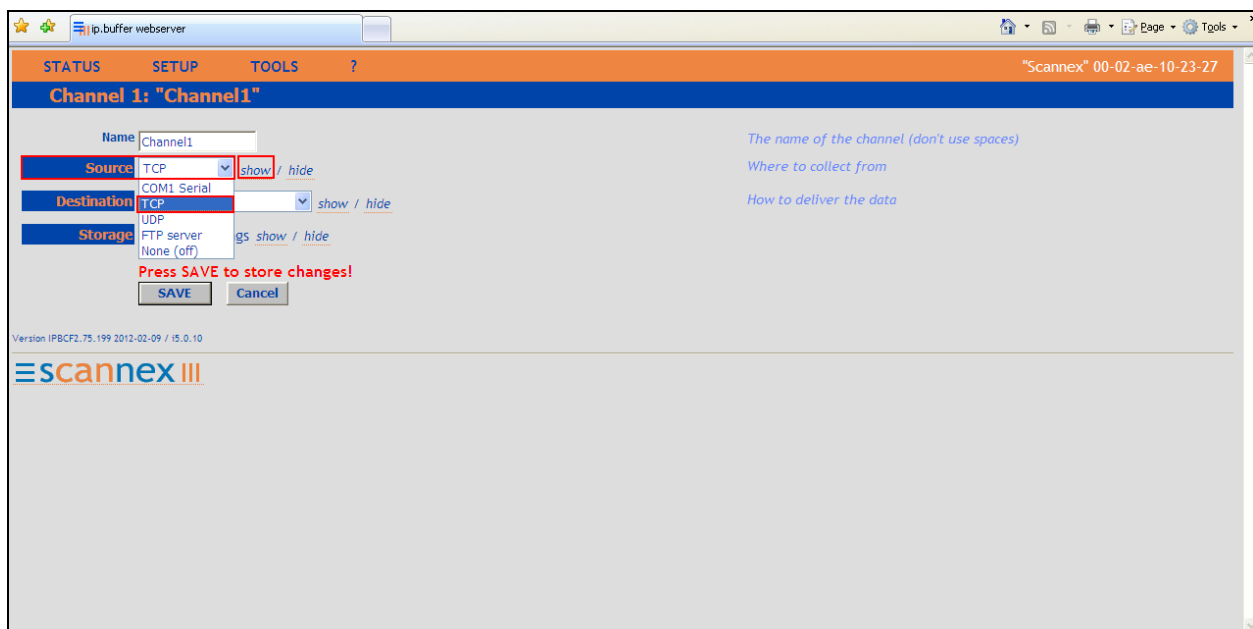 ip.buffer webserver
Page Tools
STATUS SETUP TOOLS ? "Scannex" 00-02-ae-10-23-27
Channel 1: "Channel1"
Name Channel1 The name of the channel (don't use spaces)
Source TCP show / hide Where to collect from
COM1 Serial
Destination TCP show / hide How to deliver the data
UDP
Storage FTP server gs show / hide
None (off)
Press SAVE to store changes!
SAVE Cancel
Version IPBCF2.75.199 2012-02-09 / i5.0.10
scannex